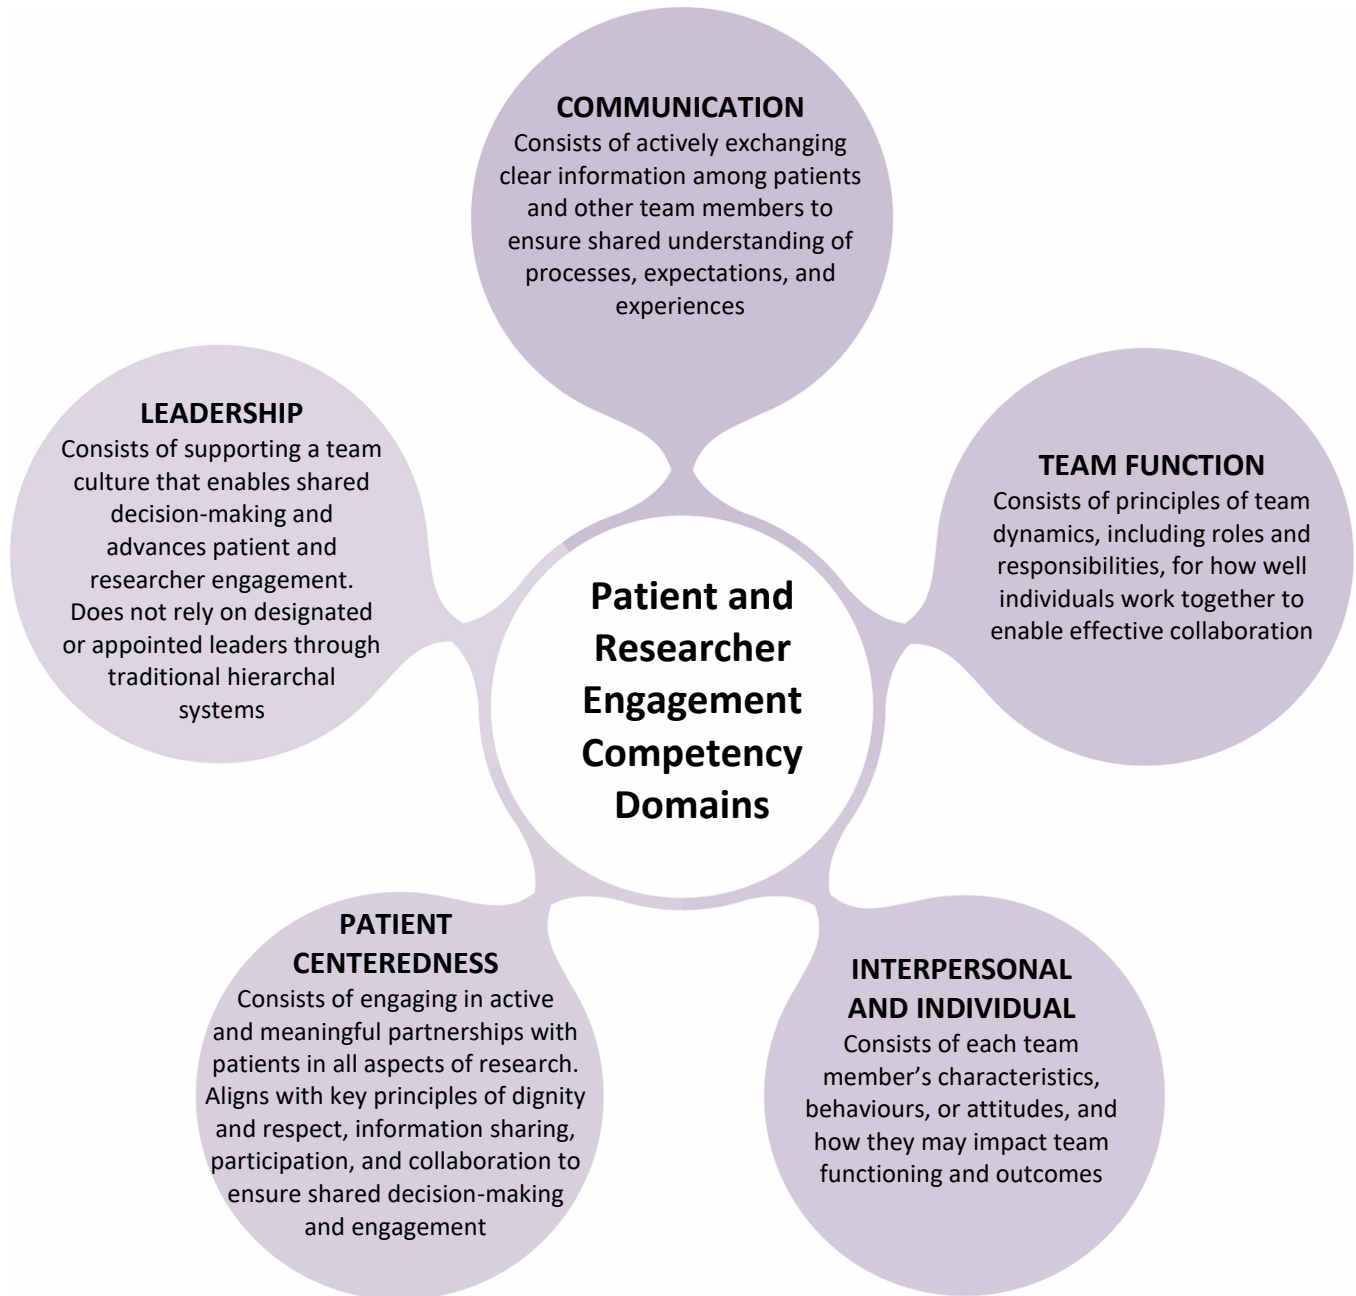 COMMUNICATION
Consists of actively exchanging
clear information among patients
and other team members to
ensure shared understanding of
processes, expectations, and
experiences
LEADERSHIP
Consists of supporting a team
culture that enables shared
decision-making and
advances patient and
researcher engagement.
Does not rely on designated
or appointed leaders through
traditional hierarchal
systems
TEAM FUNCTION
Consists of principles of team
dynamics, including roles and
responsibilities, for how well
individuals work together to
enable effective collaboration
Patient and
Researcher
Engagement
Competency
Domains
PATIENT
CENTEREDNESS
Consists of engaging in active
and meaningful partnerships with
patients in all aspects of research.
Aligns with key principles of dignity
and respect, information sharing,
participation, and collaboration to
ensure shared decision-making
and engagement
INTERPERSONAL
AND INDIVIDUAL
Consists of each team
member’s characteristics,
behaviours, or attitudes, and
how they may impact team
functioning and outcomes